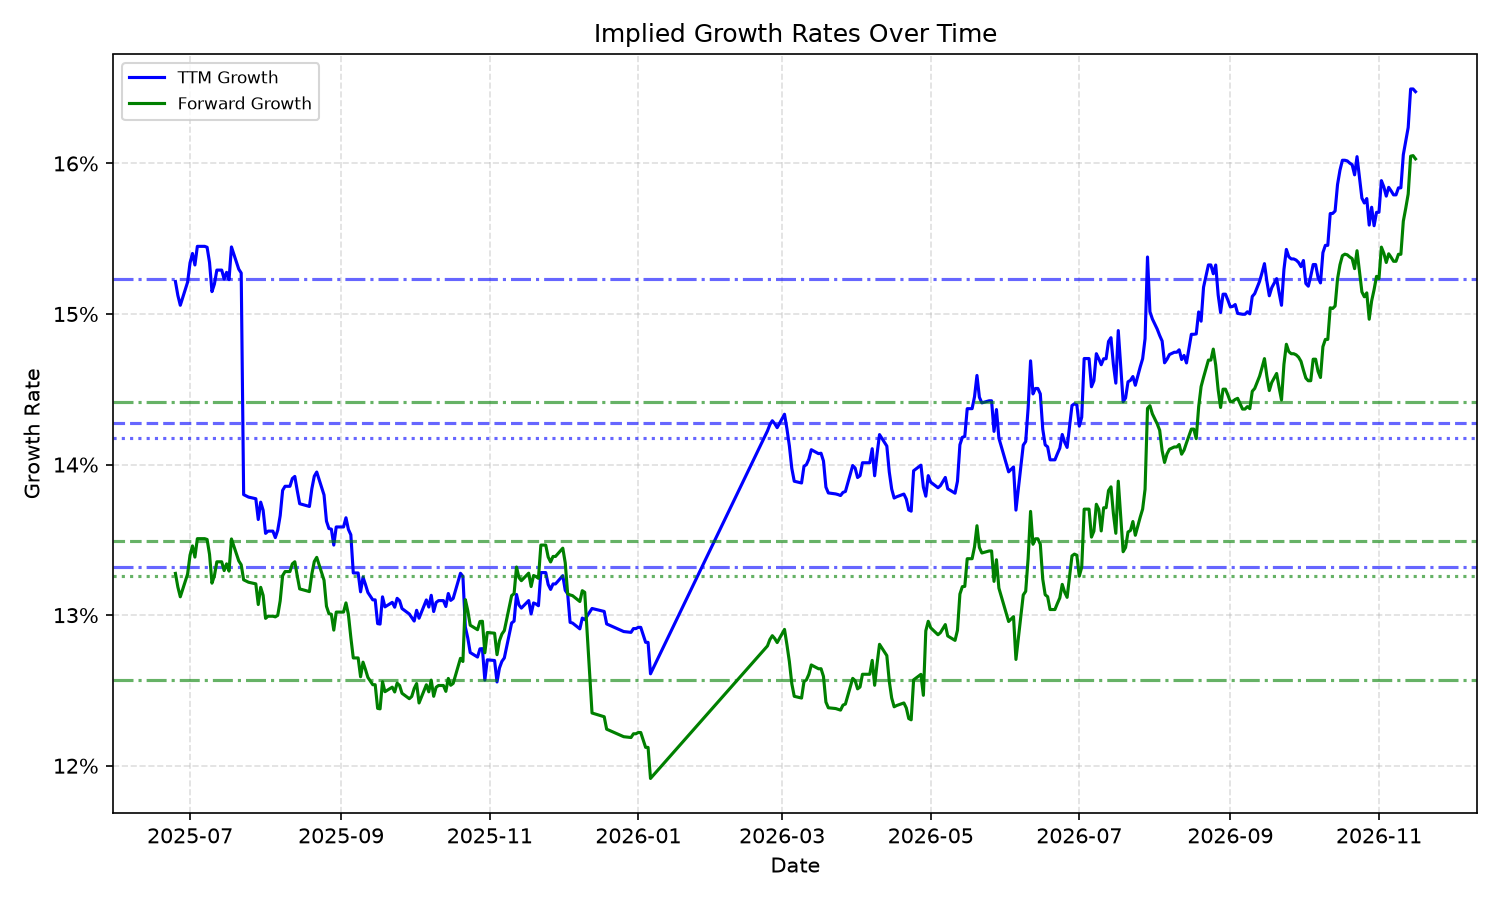 Implied Growth Rates Over Time
TTM Growth
Forward Growth
16%
15%
14%
13%
12%
Growth Rate
2025-07
2025-09
2025-11
2026-01
2026-03
2026-05
2026-07
2026-09
2026-11
Date